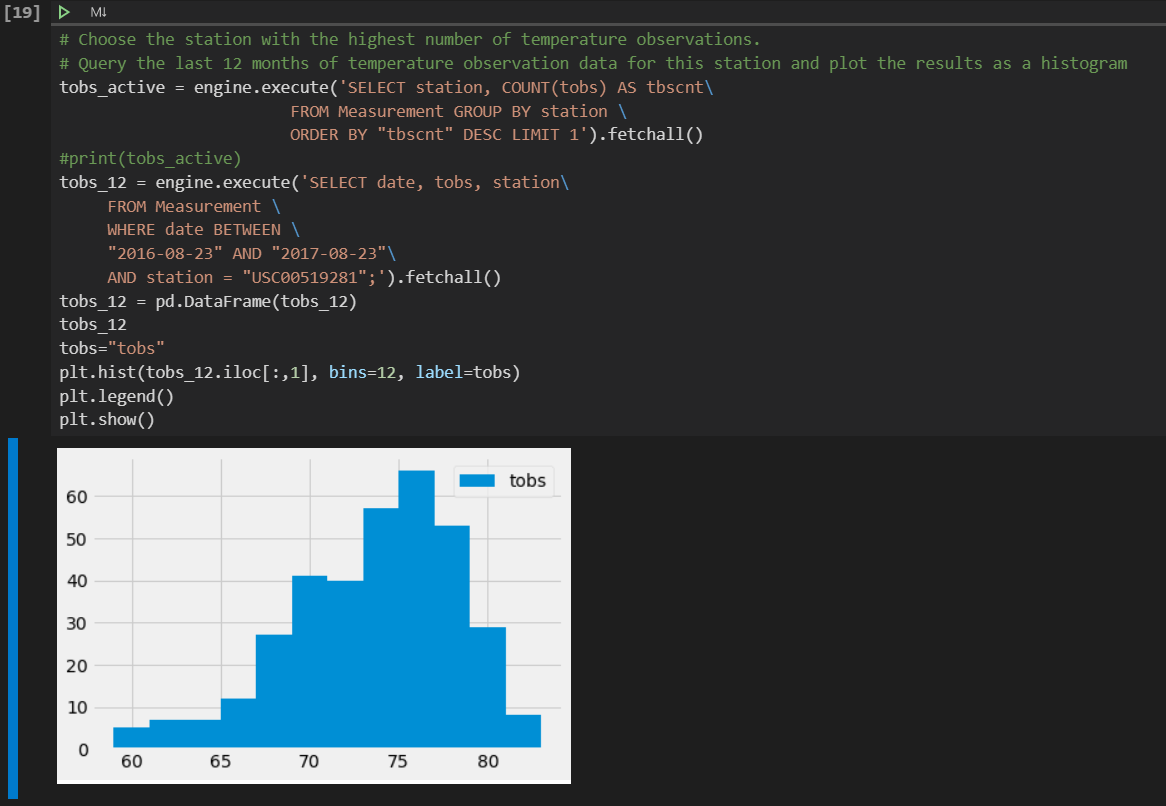 [19] M↓
# Choose the station with the highest number of temperature observations.
# Query the last 12 months of temperature observation data for this station and plot the results as a histogram
tobs_active = engine.execute('SELECT station, COUNT(tobs) AS tbscnt\
                        FROM Measurement GROUP BY station \
                        ORDER BY "tbscnt" DESC LIMIT 1').fetchall()
#print(tobs_active)
tobs_12 = engine.execute('SELECT date, tobs, station\
     FROM Measurement \
     WHERE date BETWEEN \
     "2016-08-23" AND "2017-08-23"\
     AND station = "USC00519281";').fetchall()
tobs_12 = pd.DataFrame(tobs_12)
tobs_12
tobs="tobs"
plt.hist(tobs_12.iloc[:,1], bins=12, label=tobs)
plt.legend()
plt.show()
tobs
60
50
40
30
20
10
0
60 65 70 75 80